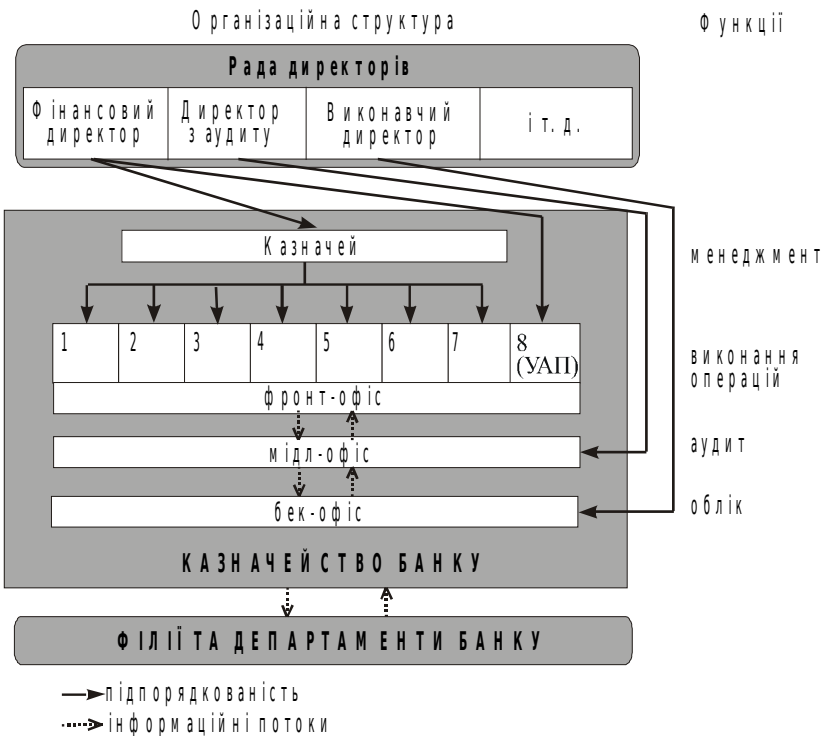 Організаційна структура
Функції
Рада директорів
Фінансовий директор
Директор з аудиту
Виконавчий директор
і т. д.
Казначей
менеджмент
1 2 3 4 5 6 7 8
(УАП)
виконання
операцій
фронт-офіс
мідл-офіс
аудит
бек-офіс
облік
КАЗНАЧЕЙСТВО БАНКУ
ФІЛІЇ ТА ДЕПАРТАМЕНТИ БАНКУ
підпорядкованість
інформаційні потоки